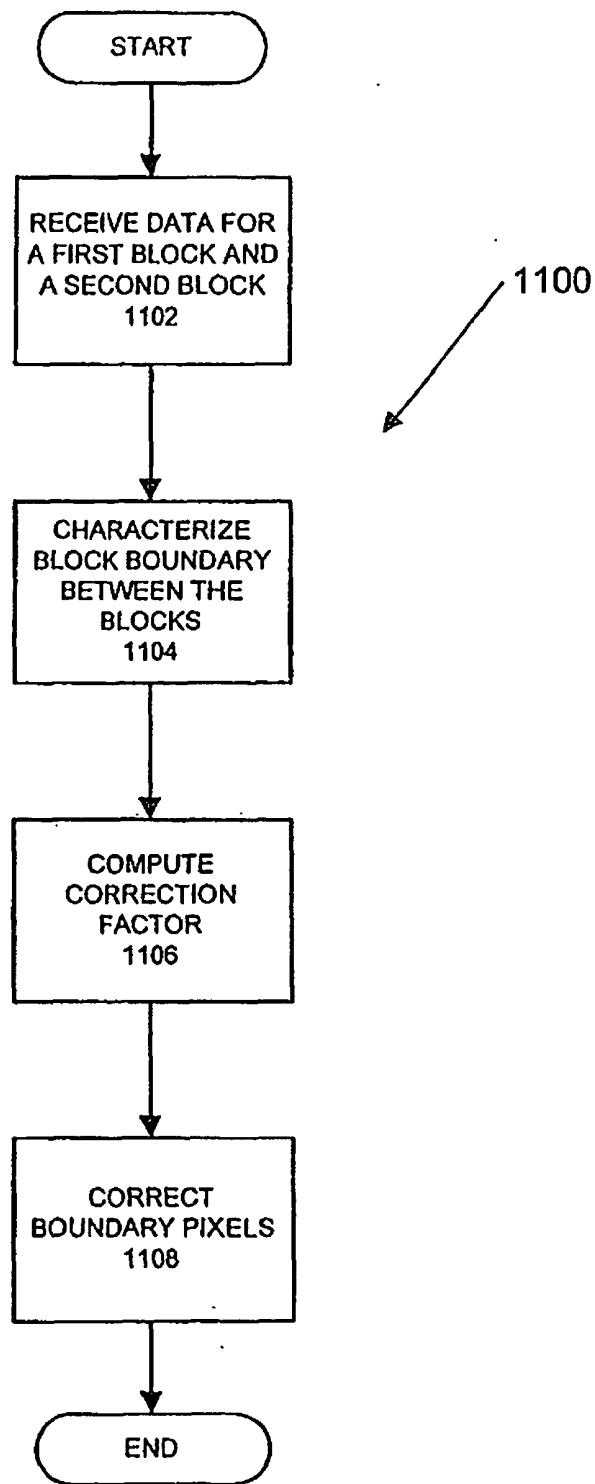 START
RECEIVE DATA FOR
A FIRST BLOCK AND
A SECOND BLOCK
1102
1100
CHARACTERIZE
BLOCK BOUNDARY
BETWEEN THE
BLOCKS
1104
COMPUTE
CORRECTION
FACTOR
1106
CORRECT
BOUNDARY PIXELS
1108
END